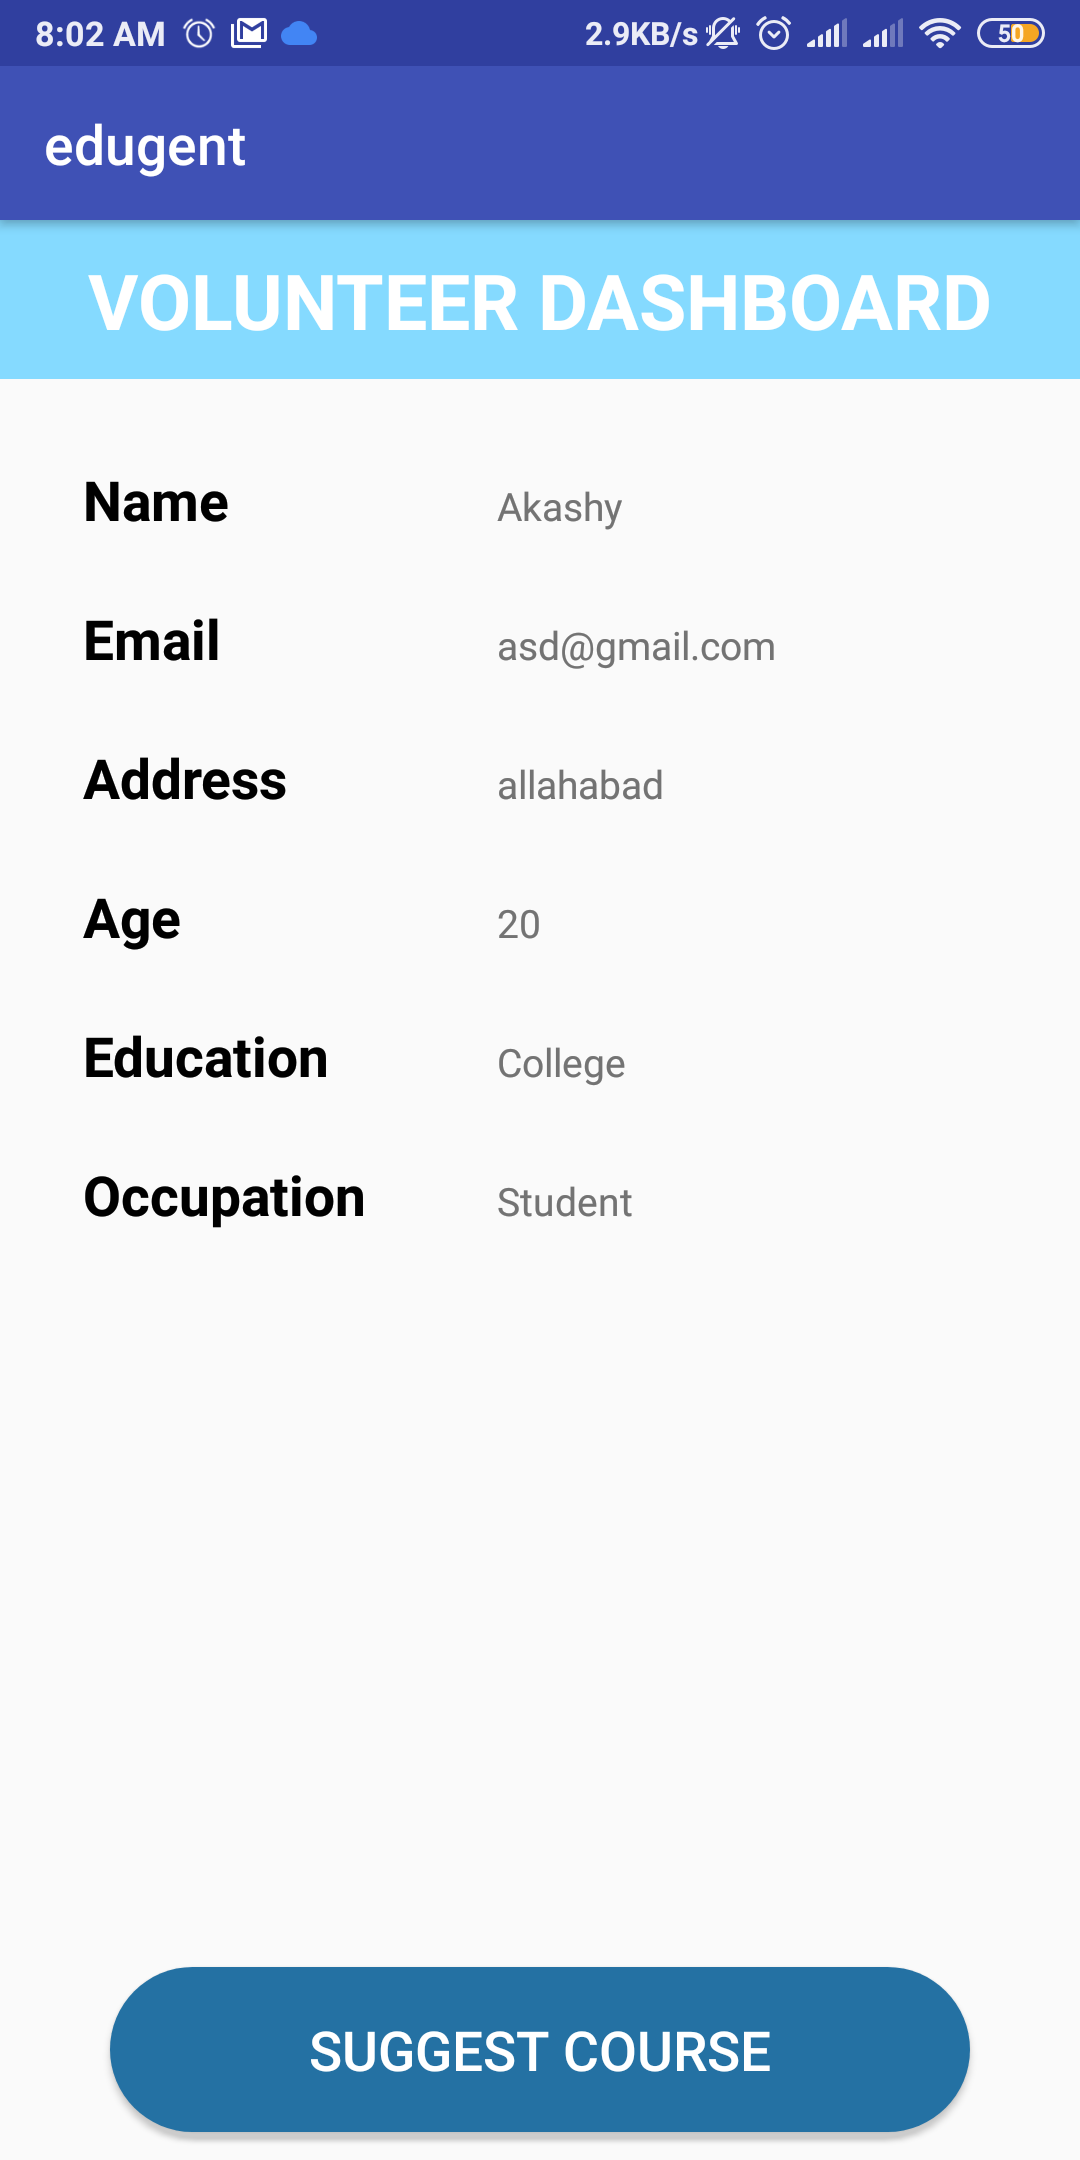 8:02 AM 2.9KB/s 50
edugent
VOLUNTEER DASHBOARD
Name Akashy
Email asd@gmail.com
Address allahabad
Age 20
Education College
Occupation Student
SUGGEST COURSE